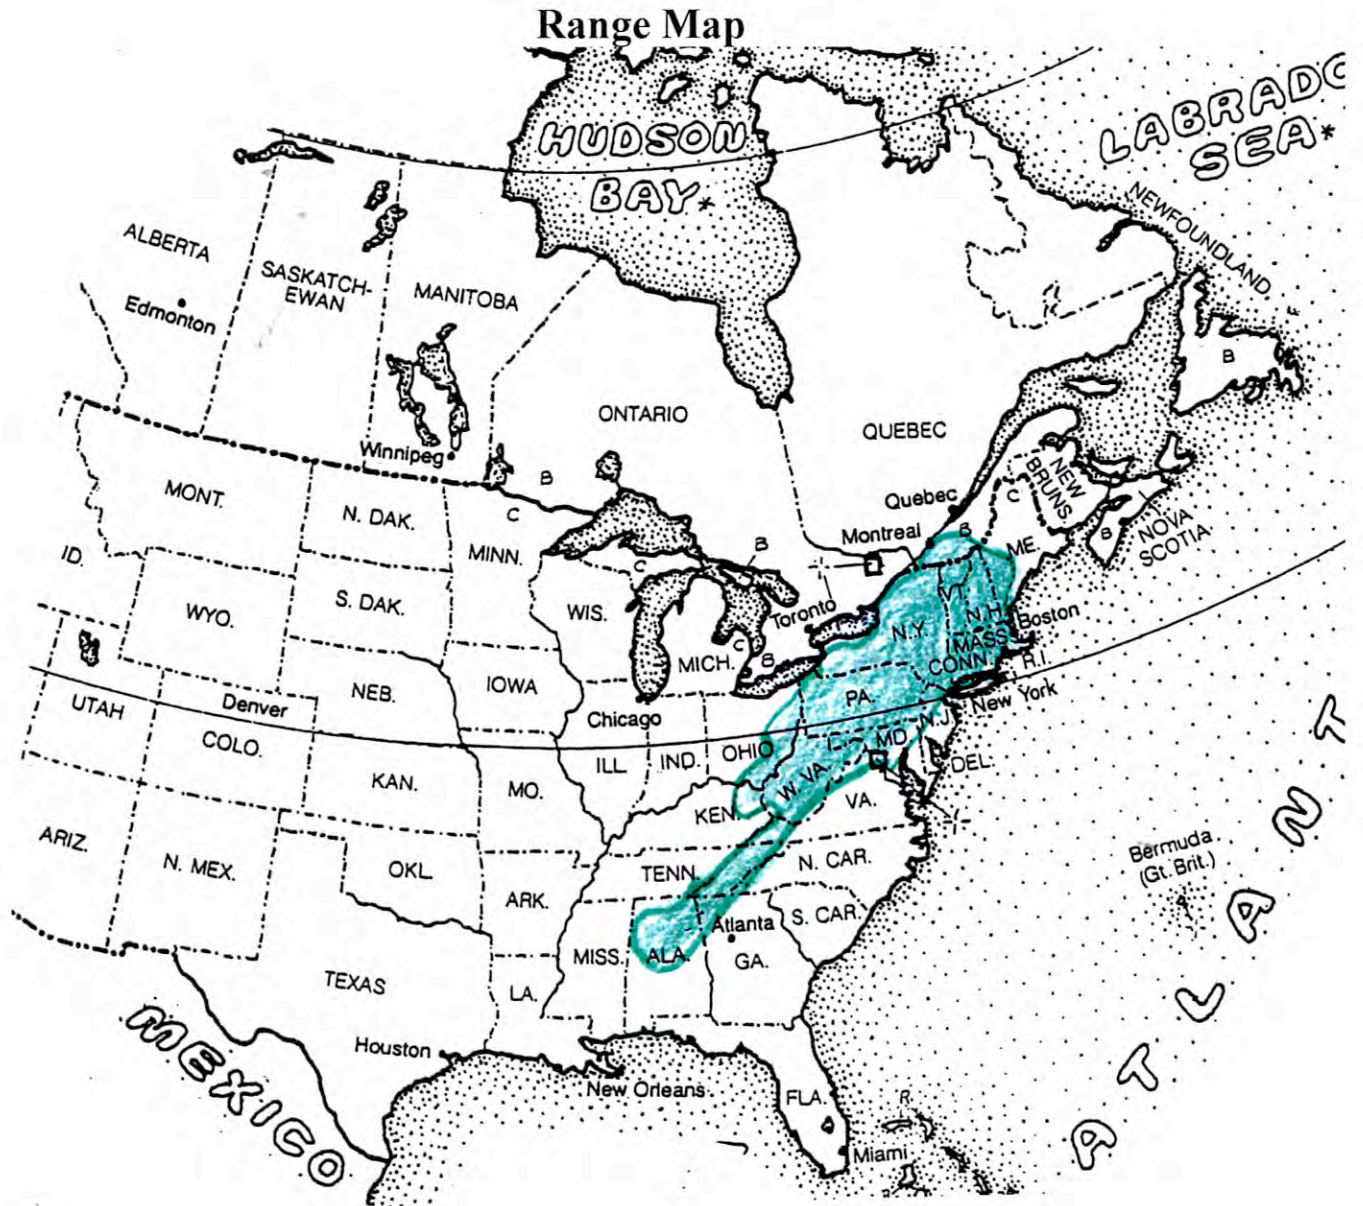 Range Map
LABRADO
HUDSON
SEA*
BAY*
NEWFOUNDLAND
ALBERTA
SASKATCH-
EWAN
MANITOBA
Edmonton
B
ONTARIO
QUEBEC
Winnipeg
NEW
BRUNS
MONT.
B
Quebec
C
N. DAK.
C
Montreal
B
B
NOVA
SCOTIA
ID.
MINN.
B
ME.
C
WYO.
S. DAK.
WIS.
Toronto
VT.
N.H.
Boston
N.Y.
MASS.
C
B
MICH.
CONN.
R.I.
NEB.
IOWA
PA.
New York
UTAH
Denver
Chicago
N.J.
COLO.
OHIO
MD.
ILL.
IND.
DEL.
KAN.
MO.
W. VA.
VA.
KEN.
ARIZ.
N. MEX.
OKL.
TENN.
N. CAR.
Bermuda
(Gt. Brit.)
ARK.
S. CAR.
Atlanta
MISS.
ALA.
GA.
TEXAS
LA.
MEXICO
Houston
New Orleans
FLA.
R.
Miami
ATLANT